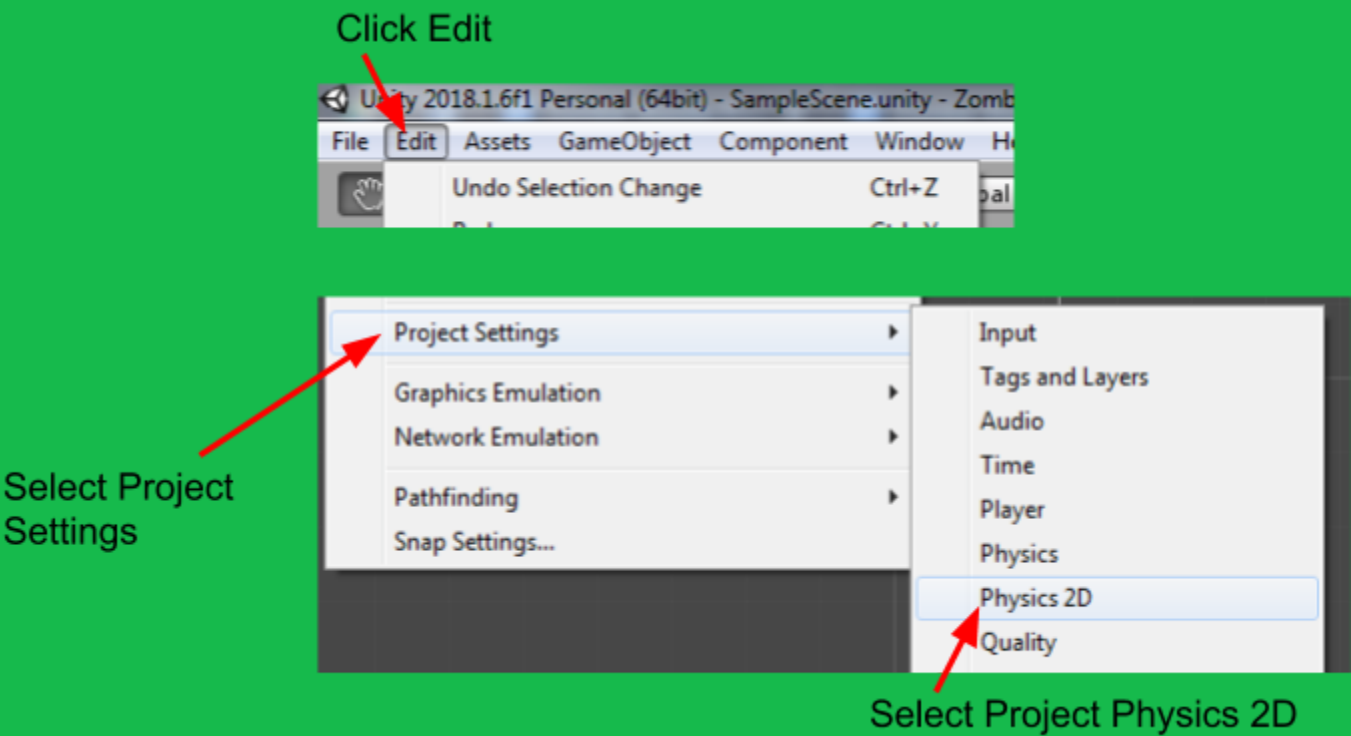 Click Edit
Unity 2018.1.6f1 Personal (64bit) - SampleScene.unity -
File Edit Assets GameObject Component Window
Undo Selection Change Ctrl+Z
Project Settings
Graphics Emulation
Network Emulation
Pathfinding
Snap Settings...
Input
Tags and Layers
Audio
Time
Player
Physics
Physics 2D
Quality
Select Project
Settings
Select Project Physics 2D